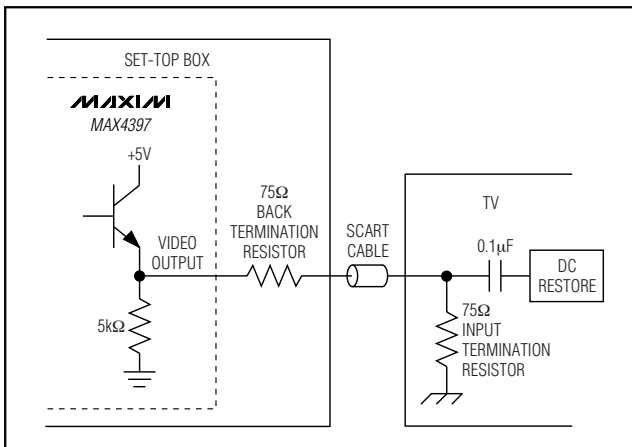 SET-TOP BOX
MAXIM
MAX4397
+5V
VIDEO
OUTPUT
5kΩ
75Ω
BACK
TERMINATION
RESISTOR
SCART
CABLE
TV
0.1µF
DC
RESTORE
75Ω
INPUT
TERMINATION
RESISTOR